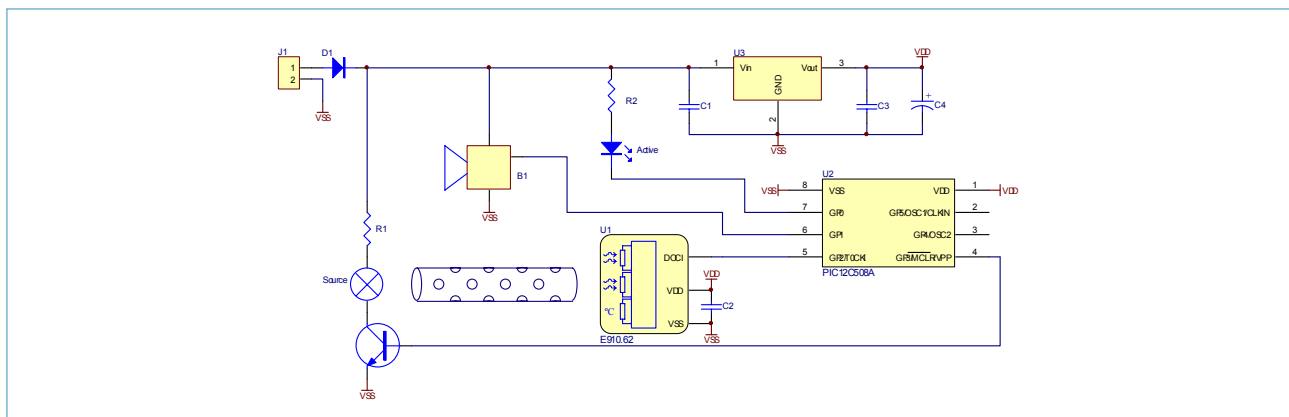 J1
1
2
D1
VSS
R1
Source
VSS
B1
VSS
R2
Active
C1
U3
1 Vin Vout 3
GND
2
VSS
C3
VDD
+
C4
U1
DOCI
VDD
VSS
°C
E910.62
VDD
C2
VSS
U2
VSS 8 VSS VDD 1 VDD
7 GP0 GP5/OSC1/CLKIN 2
6 GP1 GP4/OSC2 3
5 GP2/T0CKI GP3/MCLR/VPP 4
PIC12C508A